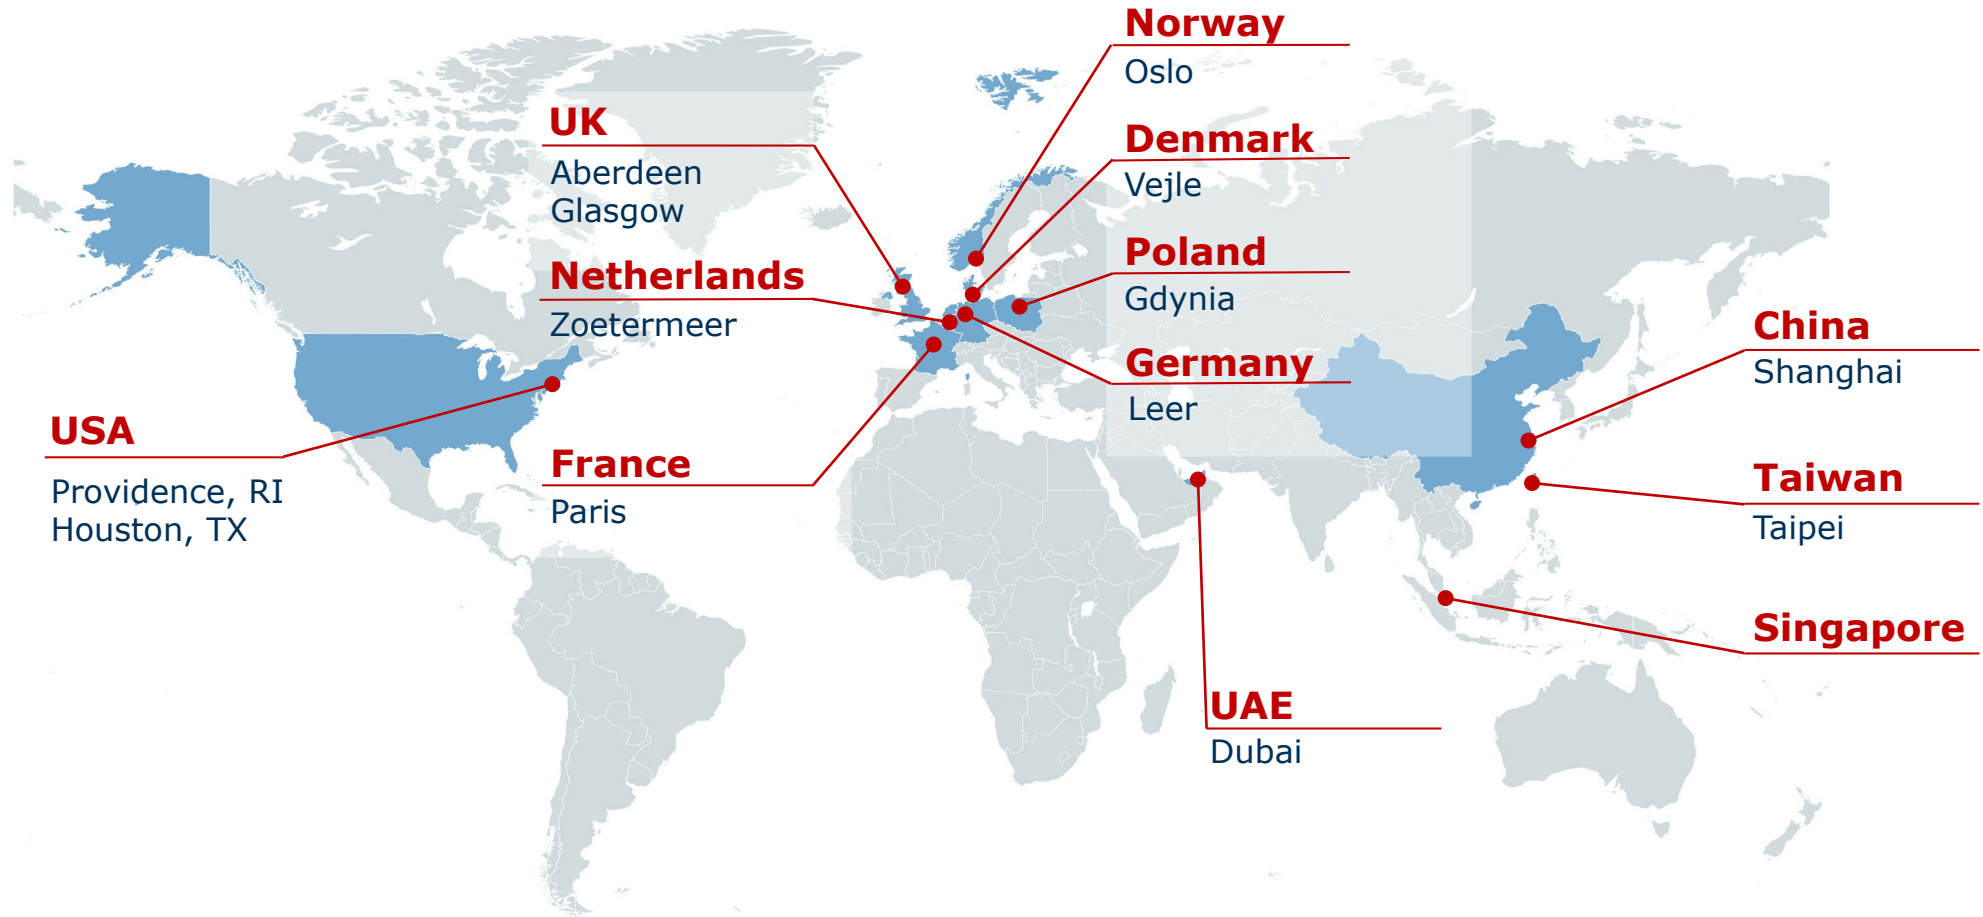 Norway
Oslo
UK
Aberdeen
Glasgow
Denmark
Vejle
Netherlands
Zoetermeer
Poland
Gdynia
China
Shanghai
Germany
Leer
USA
Providence, RI
Houston, TX
France
Paris
Taiwan
Taipei
Singapore
UAE
Dubai